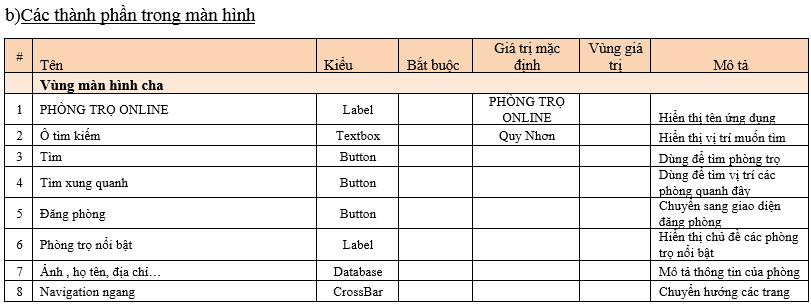 b)Các thành phần trong màn hình
# Tên Kiểu Bắt buộc Giá trị mặc định Vùng giá trị Mô tả
Vùng màn hình cha
1 PHÒNG TRỌ ONLINE Label PHÒNG TRỌ ONLINE Hiển thị tên ứng dụng
2 Ô tìm kiếm Textbox Quy Nhơn Hiển thị vị trí muốn tìm
3 Tìm Button Dùng để tìm phòng trọ
4 Tìm xung quanh Button Dùng để tìm vị trí các phòng quanh đây
5 Đăng phòng Button Chuyển sang giao diện đăng phòng
6 Phòng trọ nổi bật Label Hiển thị chủ đề các phòng trọ nổi bật
7 Ảnh , họ tên, địa chỉ… Database Mô tả thông tin của phòng
8 Navigation ngang CrossBar Chuyển hướng các trang